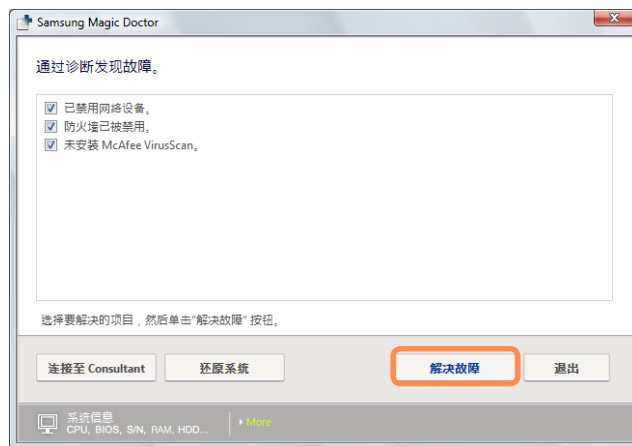 Samsung Magic Doctor
通过诊断发现故障。
已禁用网络设备。
防火墙已被禁用。
未安装 McAfee VirusScan。
选择要解决的项目，然后单击“解决故障” 按钮。
连接至 Consultant 还原系统 解决故障 退出
系统信息 More
CPU, BIOS, S/N, RAM, HDD...